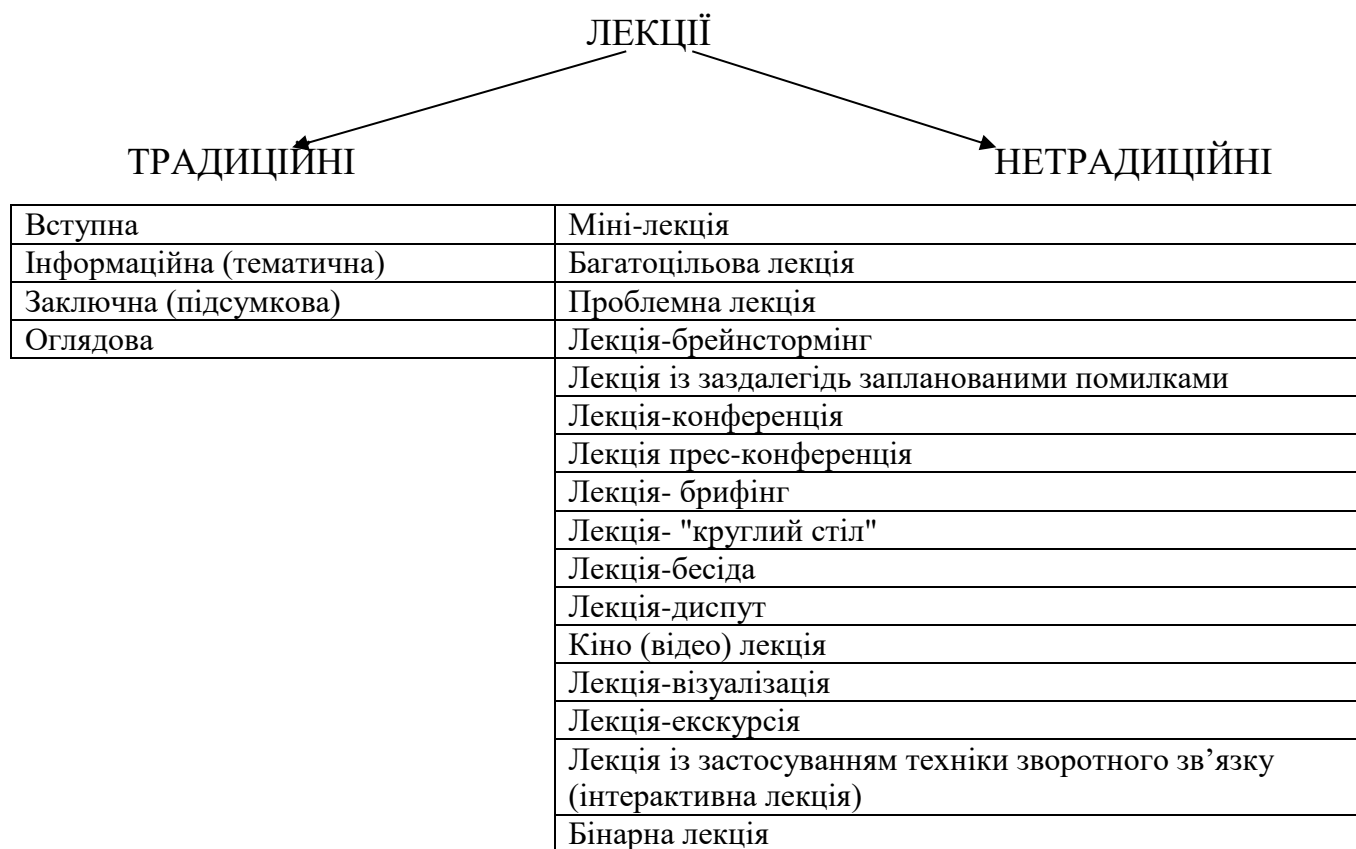 ЛЕКЦІЇ
ТРАДИЦІЙНІ НЕТРАДИЦІЙНІ
Вступна Міні-лекція
Інформаційна (тематична) Багатоцільова лекція
Заключна (підсумкова) Проблемна лекція
Оглядова Лекція-брейнстормінг
Лекція із заздалегідь запланованими помилками
Лекція-конференція
Лекція прес-конференція
Лекція- брифінг
Лекція- "круглий стіл"
Лекція-бесіда
Лекція-диспут
Кіно (відео) лекція
Лекція-візуалізація
Лекція-екскурсія
Лекція із застосуванням техніки зворотного зв’язку
(інтерактивна лекція)
Бінарна лекція